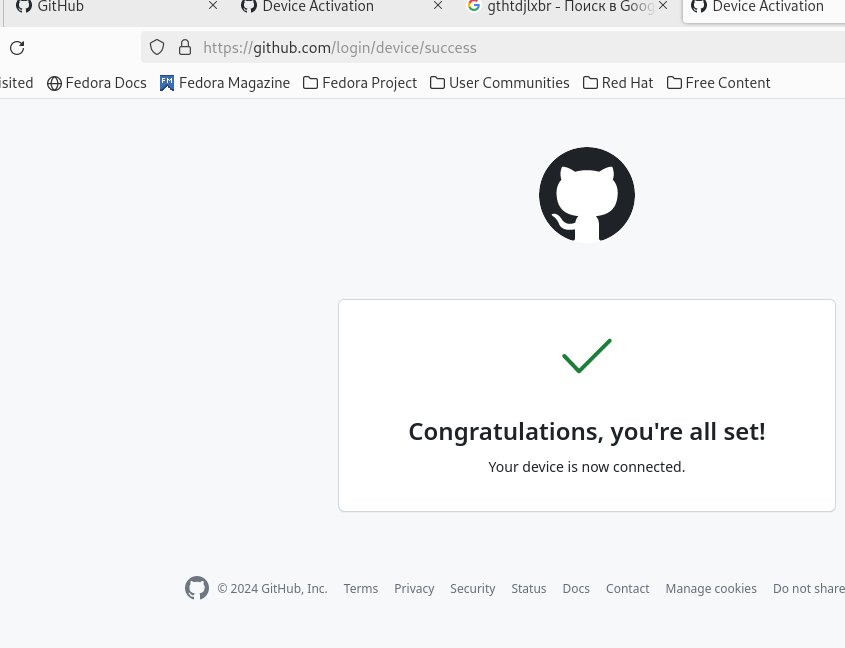 GitHub × Device Activation × gthtdjlxbr - Поиск в Goog × Device Activation
https://github.com/login/device/success
isited Fedora Docs Fedora Magazine Fedora Project User Communities Red Hat Free Content
Congratulations, you're all set!
Your device is now connected.
© 2024 GitHub, Inc. Terms Privacy Security Status Docs Contact Manage cookies Do not share